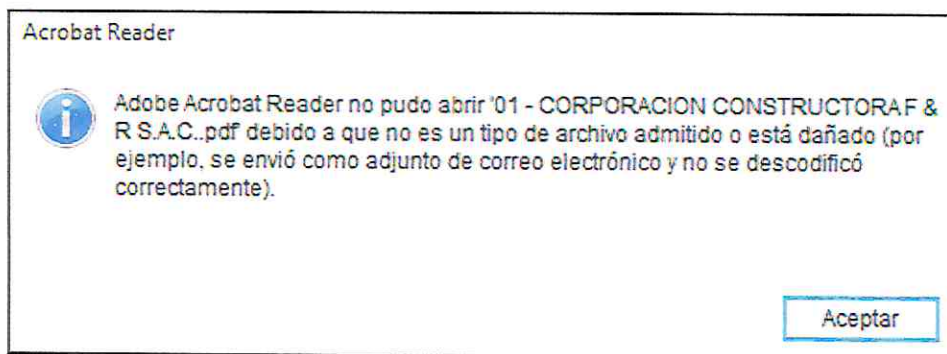 Acrobat Reader
Adobe Acrobat Reader no pudo abrir '01 - CORPORACION CONSTRUCTORA F &
R S.A.C..pdf debido a que no es un tipo de archivo admitido o está dañado (por
ejemplo, se envió como adjunto de correo electrónico y no se descodificó
correctamente).
Aceptar